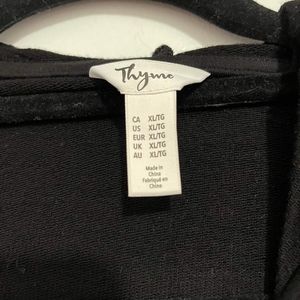 Thyme
CA XL/TG
US XL/TG
EUR XL/TG
UK XL/TG
AU XL/TG
Made in
China
Fabriqué en
Chine